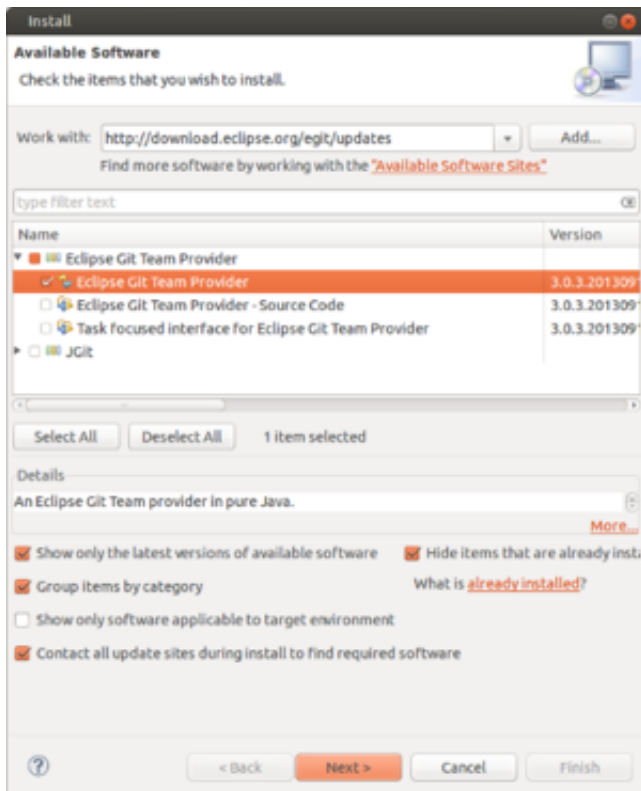 Install
Available Software
Check the items that you wish to install.
Work with: http://download.eclipse.org/egit/updates Add...
Find more software by working with the "Available Software Sites"
type filter text
Name Version
Eclipse Git Team Provider
Eclipse Git Team Provider 3.0.3.201309
Eclipse Git Team Provider - Source Code 3.0.3.201309
Task focused interface for Eclipse Git Team Provider 3.0.3.201309
JGit
Select All Deselect All 1 item selected
Details
An Eclipse Git Team provider in pure Java.
More...
Show only the latest versions of available software Hide items that are already insta
Group items by category What is already installed?
Show only software applicable to target environment
Contact all update sites during install to find required software
? < Back Next > Cancel Finish